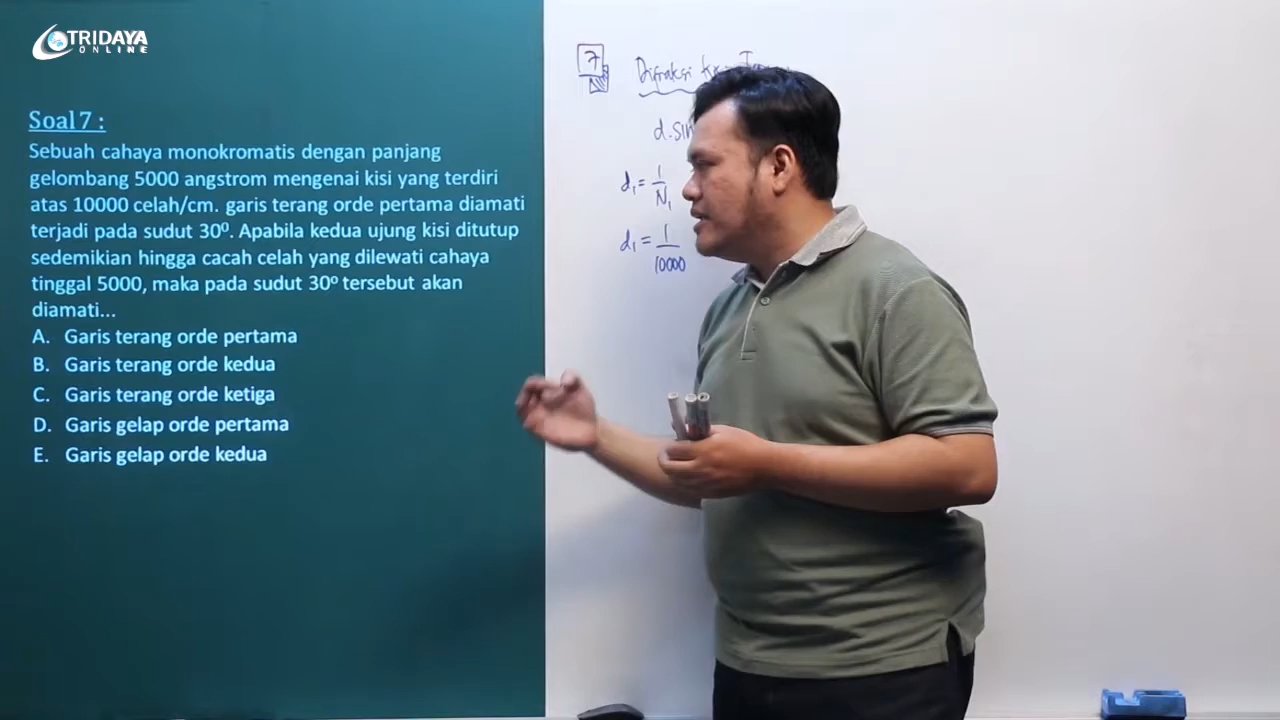 TRIDAYA
ONLINE
Soal 7 :
Sebuah cahaya monokromatis dengan panjang
gelombang 5000 angstrom mengenai kisi yang terdiri
atas 10000 celah/cm. garis terang orde pertama diamati
terjadi pada sudut 30⁰. Apabila kedua ujung kisi ditutup
sedemikian hingga cacah celah yang dilewati cahaya
tinggal 5000, maka pada sudut 30⁰ tersebut akan
diamati...
A. Garis terang orde pertama
B. Garis terang orde kedua
C. Garis terang orde ketiga
D. Garis gelap orde pertama
E. Garis gelap orde kedua
7
Difraksi
d.sin
d₁ = 1/N₁
d₁ = 1/10000